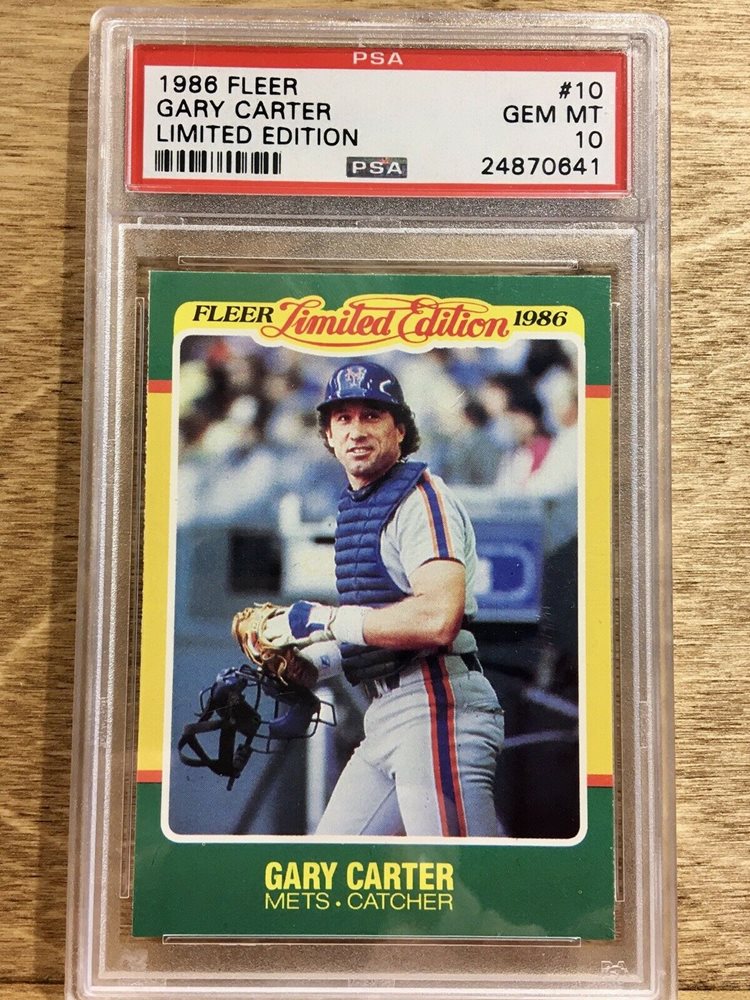 PSA
1986 FLEER #10
GARY CARTER GEM MT
LIMITED EDITION 10
PSA 24870641
FLEER Limited Edition 1986
GARY CARTER
METS • CATCHER